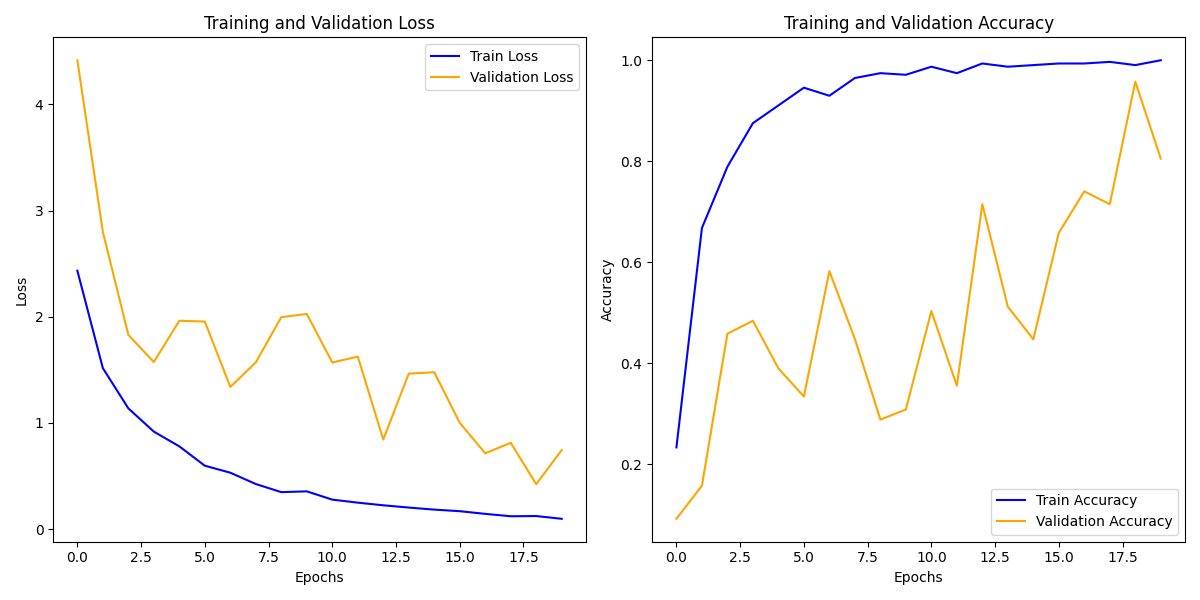 Training and Validation Loss
Train Loss
Validation Loss
4
3
2
1
0
Loss
0.0 2.5 5.0 7.5 10.0 12.5 15.0 17.5
Epochs
Training and Validation Accuracy
1.0
0.8
0.6
0.4
0.2
Accuracy
Train Accuracy
Validation Accuracy
0.0 2.5 5.0 7.5 10.0 12.5 15.0 17.5
Epochs